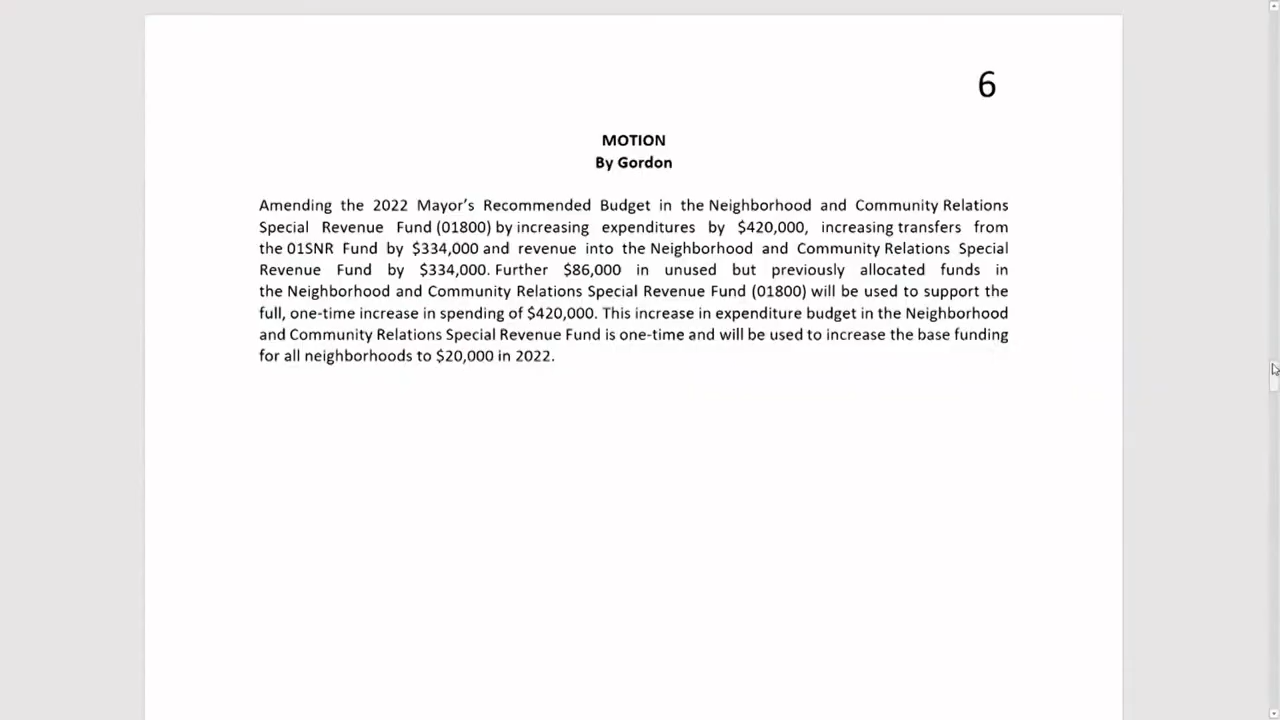 6
MOTION
By Gordon
Amending the 2022 Mayor's Recommended Budget in the Neighborhood and Community Relations
Special Revenue Fund (01800) by increasing expenditures by $420,000, increasing transfers from
the 01SNR Fund by $334,000 and revenue into the Neighborhood and Community Relations Special
Revenue Fund by $334,000. Further $86,000 in unused but previously allocated funds in
the Neighborhood and Community Relations Special Revenue Fund (01800) will be used to support the
full, one-time increase in spending of $420,000. This increase in expenditure budget in the Neighborhood
and Community Relations Special Revenue Fund is one-time and will be used to increase the base funding
for all neighborhoods to $20,000 in 2022.